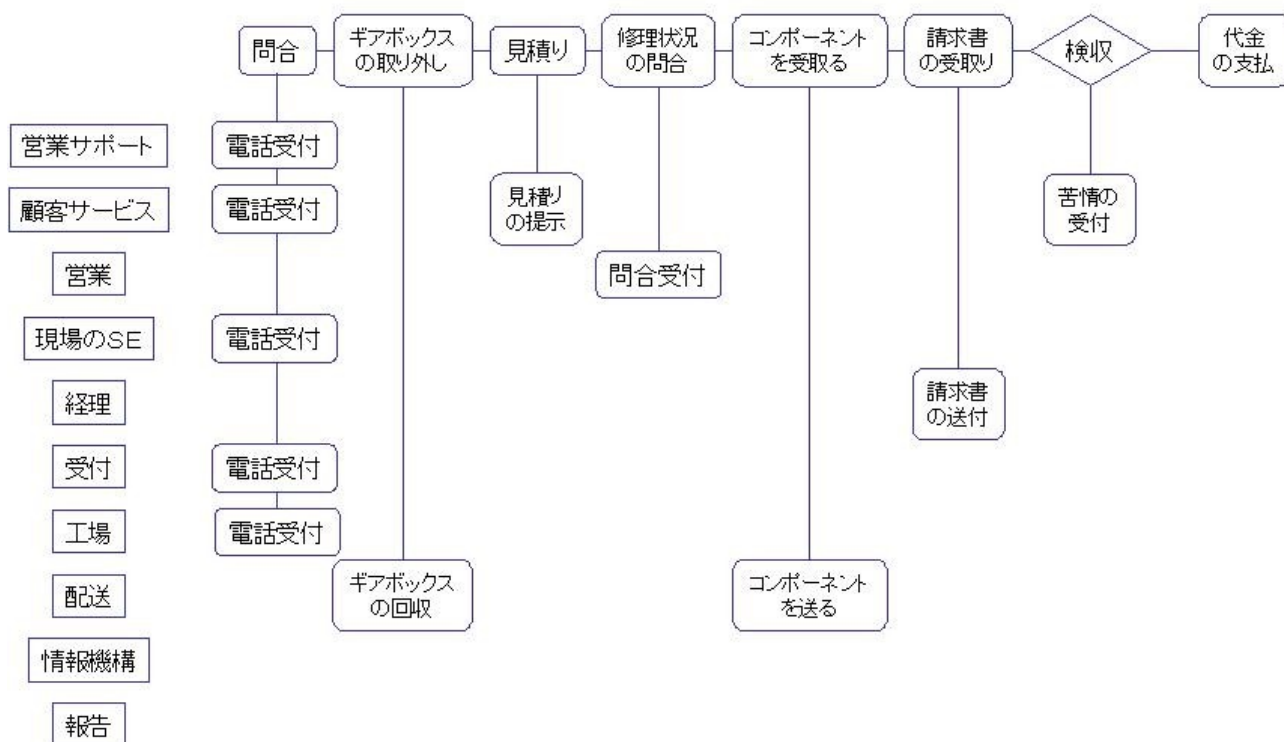 問合
ギアボックス
の取り外し
見積り
修理状況
の問合
コンポーネント
を受取る
請求書
の受取り
検収
代金
の支払
営業サポート
電話受付
顧客サービス
電話受付
見積り
の提示
苦情の
受付
営業
問合受付
現場のSE
電話受付
経理
請求書
の送付
受付
電話受付
工場
電話受付
配送
ギアボックス
の回収
コンポーネント
を送る
情報機構
報告